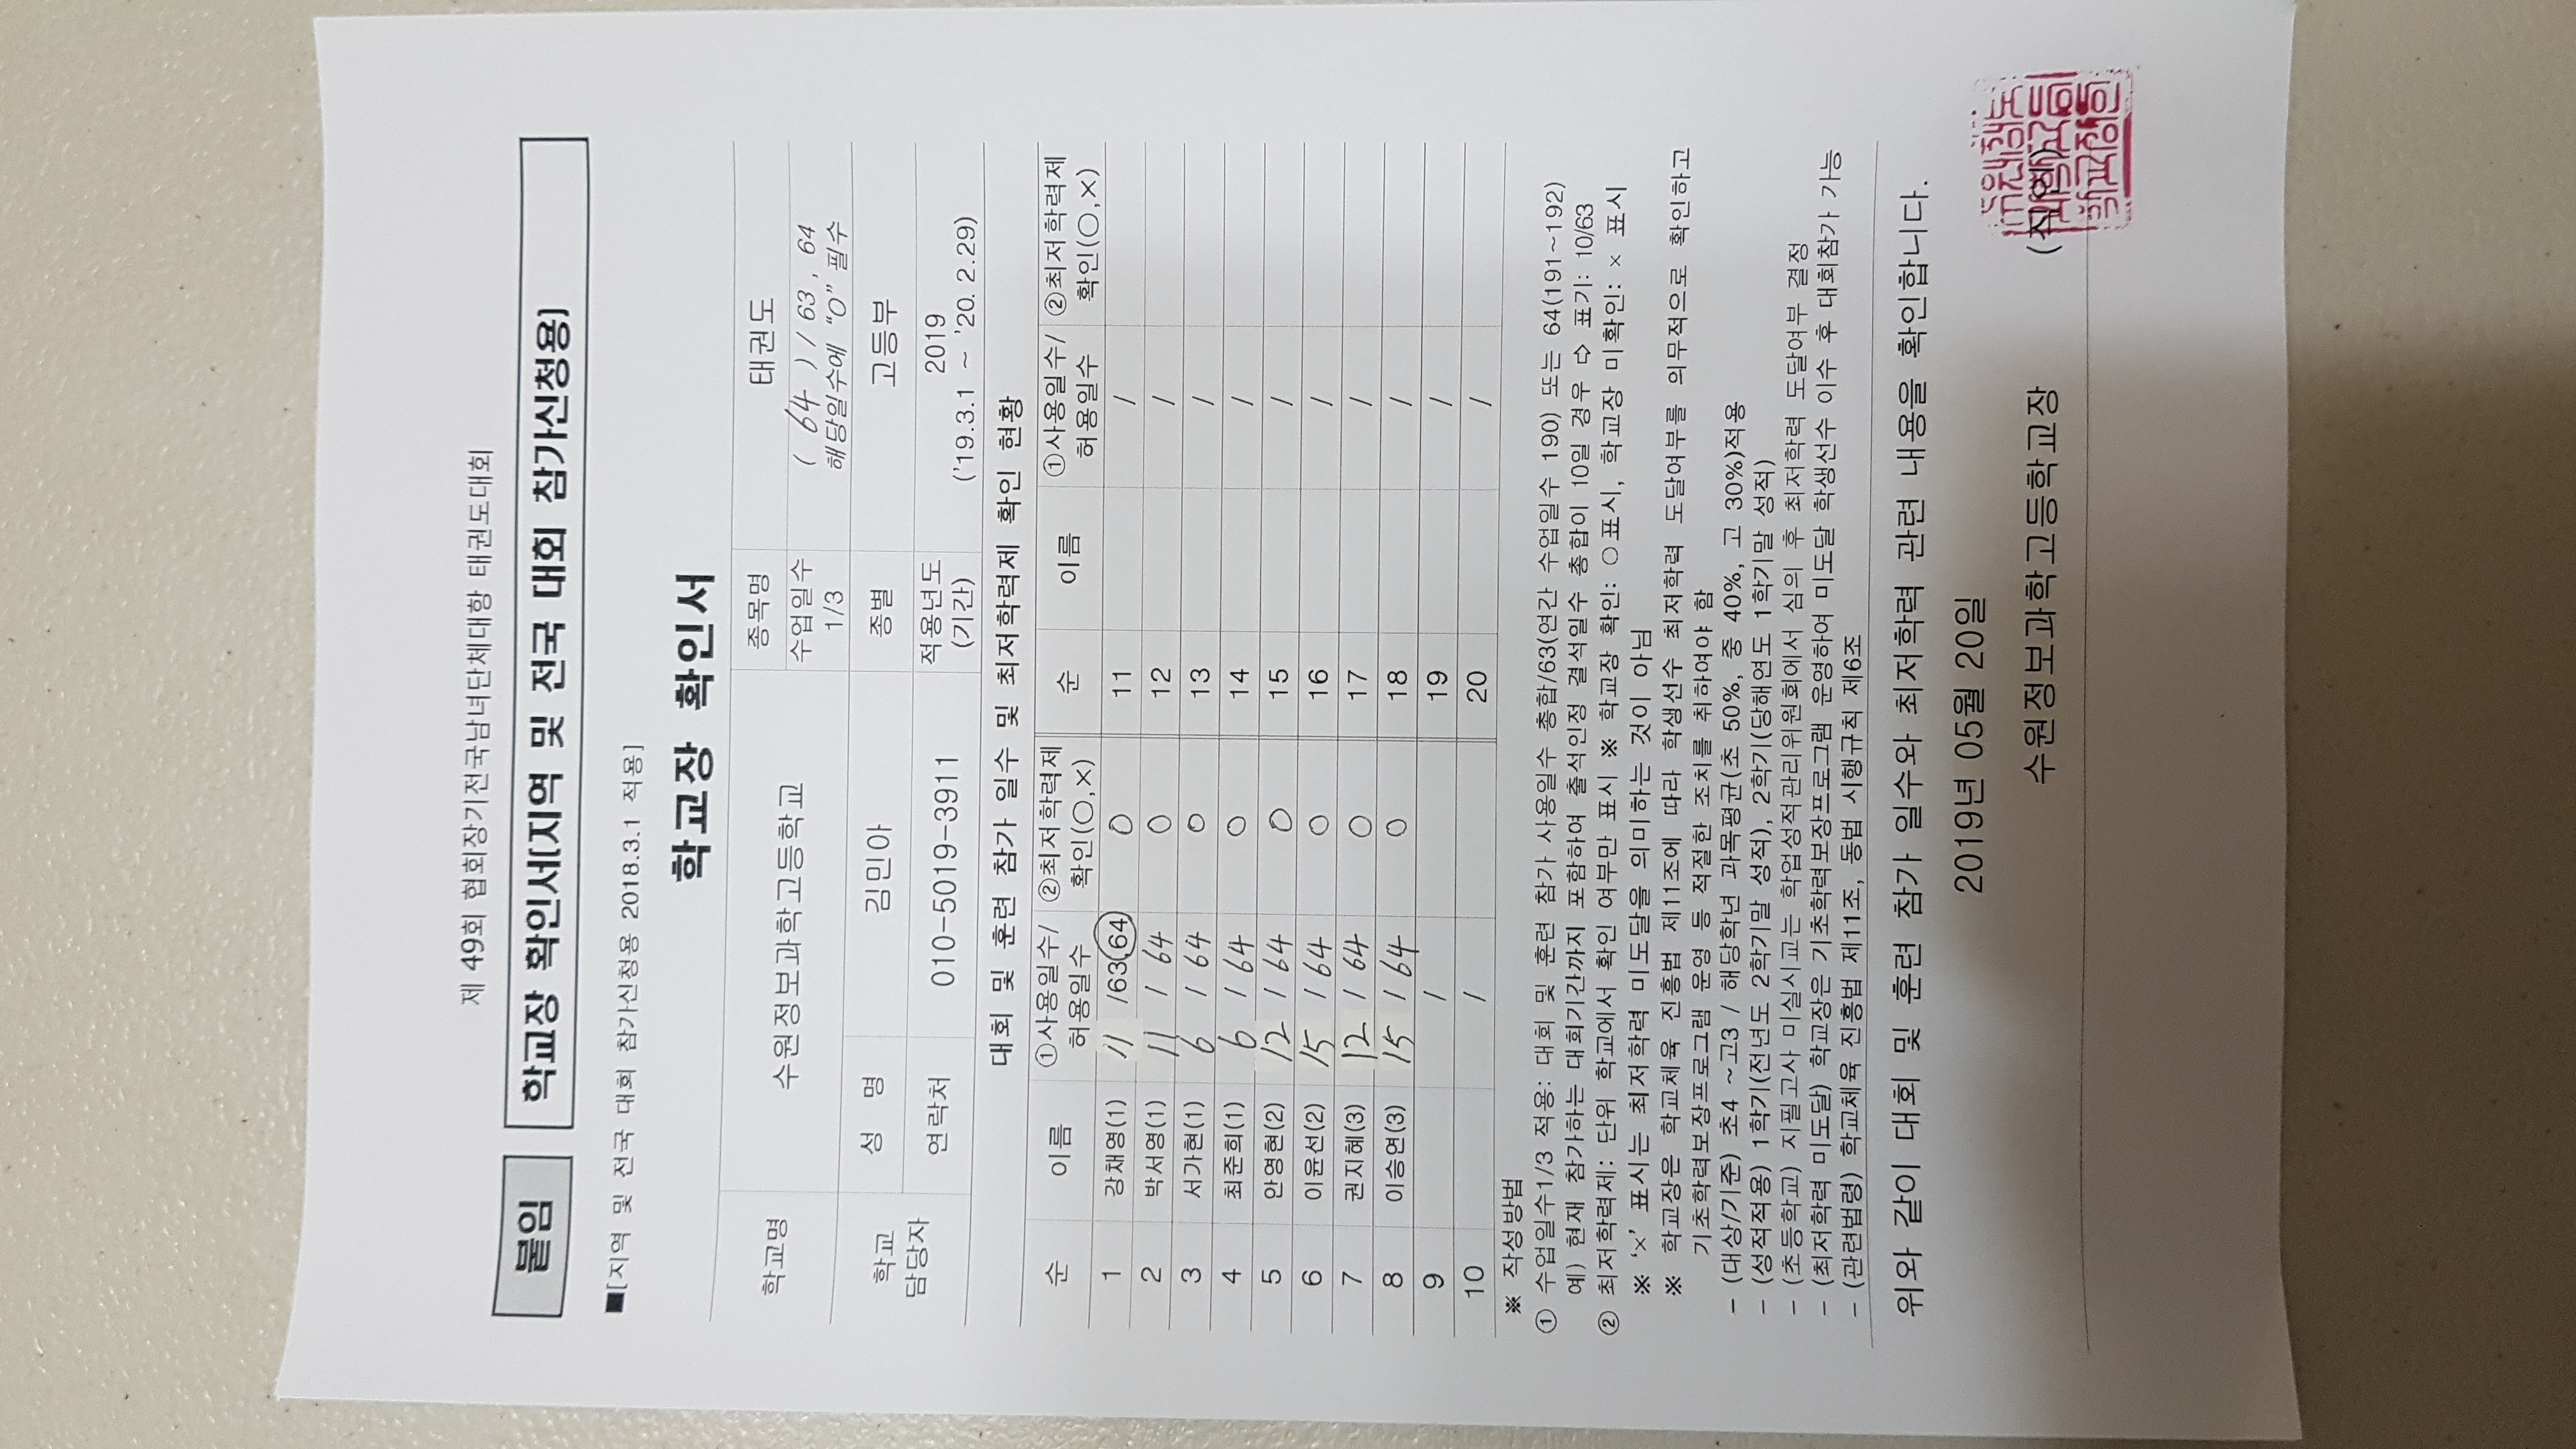 제 49회 협회장기전국남녀단체대항 태권도대회
붙임 학교장 확인서[지역 및 전국 대회 참가신청용]
■[지역 및 전국 대회 참가신청용 2018.3.1 적용]
학교장 확인서
학교명 수원정보과학고등학교 종목명 태권도
수업일수 1/3 ( 64 ) / 63, 64
해당일수에 "O" 필수
학교 담당자 성 명 김민아 종별 고등부
연락처 010-5019-3911 적용년도 (기간) 2019
('19.3.1 ~ '20. 2.29)
대회 및 훈련 참가 일수 및 최저학력제 확인 현황
순 이름 ①사용일수/허용일수 ②최저학력제 확인(○,×) 순 이름 ①사용일수/허용일수 ②최저학력제 확인(○,×)
1 강채영(1) 11 /63(64) ○ 11 /
2 박서영(1) 11 / 64 ○ 12 /
3 서가현(1) 6 / 64 ○ 13 /
4 최준희(1) 6 / 64 ○ 14 /
5 안영현(2) 12 / 64 ○ 15 /
6 이윤선(2) 15 / 64 ○ 16 /
7 권지혜(3) 12 / 64 ○ 17 /
8 이승연(3) 15 / 64 ○ 18 /
9 / 19 /
10 / 20 /
※ 작성방법
① 수업일수1/3 적용: 대회 및 훈련 참가 사용일수 총합/63(연간 수업일수 190) 또는 64(191~192)
예) 현재 참가하는 대회기간까지 포함하여 출석인정 결석일수 총합이 10일 경우 ⇨ 표기: 10/63
② 최저학력제: 단위 학교에서 확인 여부만 표시 ※ 학교장 확인: ○표시, 학교장 미확인: × 표시
※ '×' 표시는 최저학력 미도달을 의미하는 것이 아님
※ 학교장은 학교체육 진흥법 제11조에 따라 학생선수 최저학력 도달여부를 의무적으로 확인하고
기초학력보장프로그램 운영 등 적절한 조치를 취하여야 함
- (대상/기준) 초4 ~고3 / 해당학년 과목평균(초 50%, 중 40%, 고 30%)적용
- (성적적용) 1학기(전년도 2학기말 성적), 2학기(당해연도 1학기말 성적)
- (초등학교) 지필고사 미실시교는 학업성적관리위원회에서 심의 후 최저학력 도달여부 결정
- (최저학력 미도달) 학교장은 기초학력보장프로그램 운영하여 미도달 학생선수 이수 후 대회참가 가능
- (관련법령) 학교체육 진흥법 제11조, 동법 시행규칙 제6조
위와 같이 대회 및 훈련 참가 일수와 최저학력 관련 내용을 확인합니다.
2019년 05월 20일
수원정보과학고등학교장 (직인)